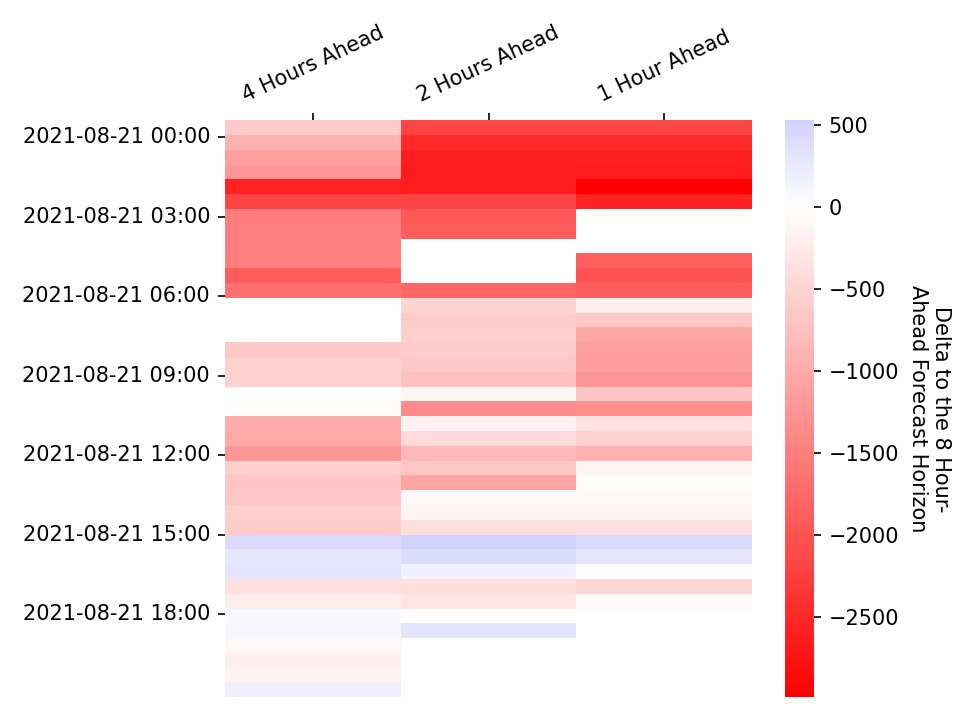 4 Hours Ahead
2 Hours Ahead
1 Hour Ahead
2021-08-21 00:00
2021-08-21 03:00
2021-08-21 06:00
2021-08-21 09:00
2021-08-21 12:00
2021-08-21 15:00
2021-08-21 18:00
500
0
−500
−1000
−1500
−2000
−2500
Delta to the 8 Hour-
Ahead Forecast Horizon